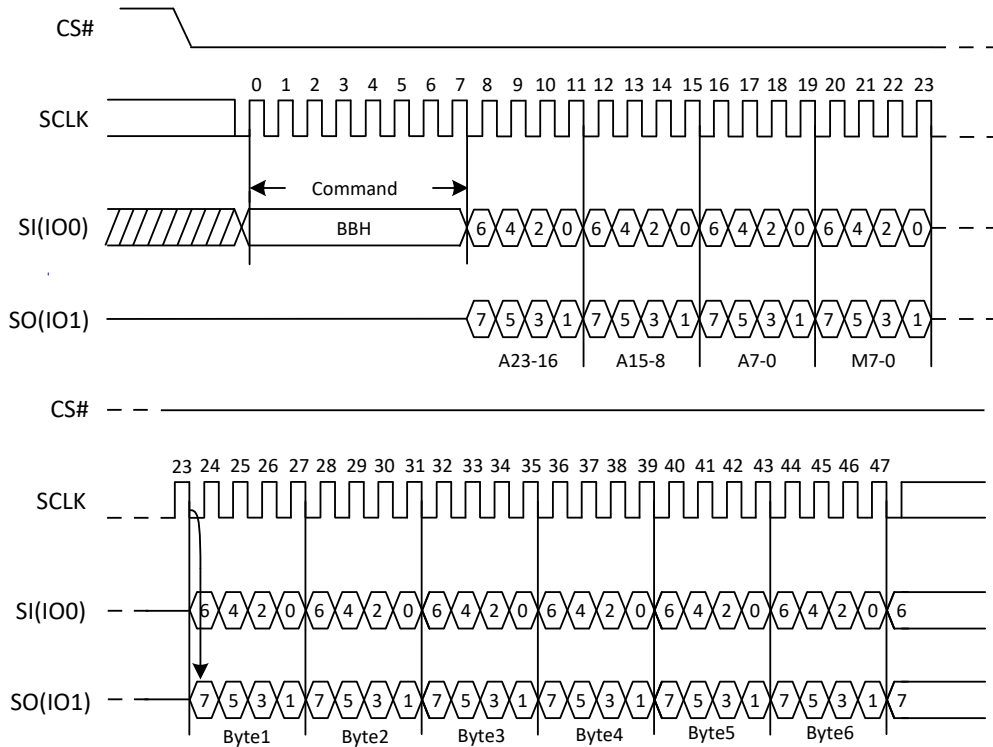 CS#
0 1 2 3 4 5 6 7 8 9 10 11 12 13 14 15 16 17 18 19 20 21 22 23
SCLK
Command
SI(IO0) BBH 6 4 2 0 6 4 2 0 6 4 2 0 6 4 2 0
SO(IO1) 7 5 3 1 7 5 3 1 7 5 3 1 7 5 3 1
A23-16 A15-8 A7-0 M7-0
CS#
23 24 25 26 27 28 29 30 31 32 33 34 35 36 37 38 39 40 41 42 43 44 45 46 47
SCLK
SI(IO0) 6 4 2 0 6 4 2 0 6 4 2 0 6 4 2 0 6 4 2 0 6 4 2 0 6
SO(IO1) 7 5 3 1 7 5 3 1 7 5 3 1 7 5 3 1 7 5 3 1 7 5 3 1 7
Byte1 Byte2 Byte3 Byte4 Byte5 Byte6